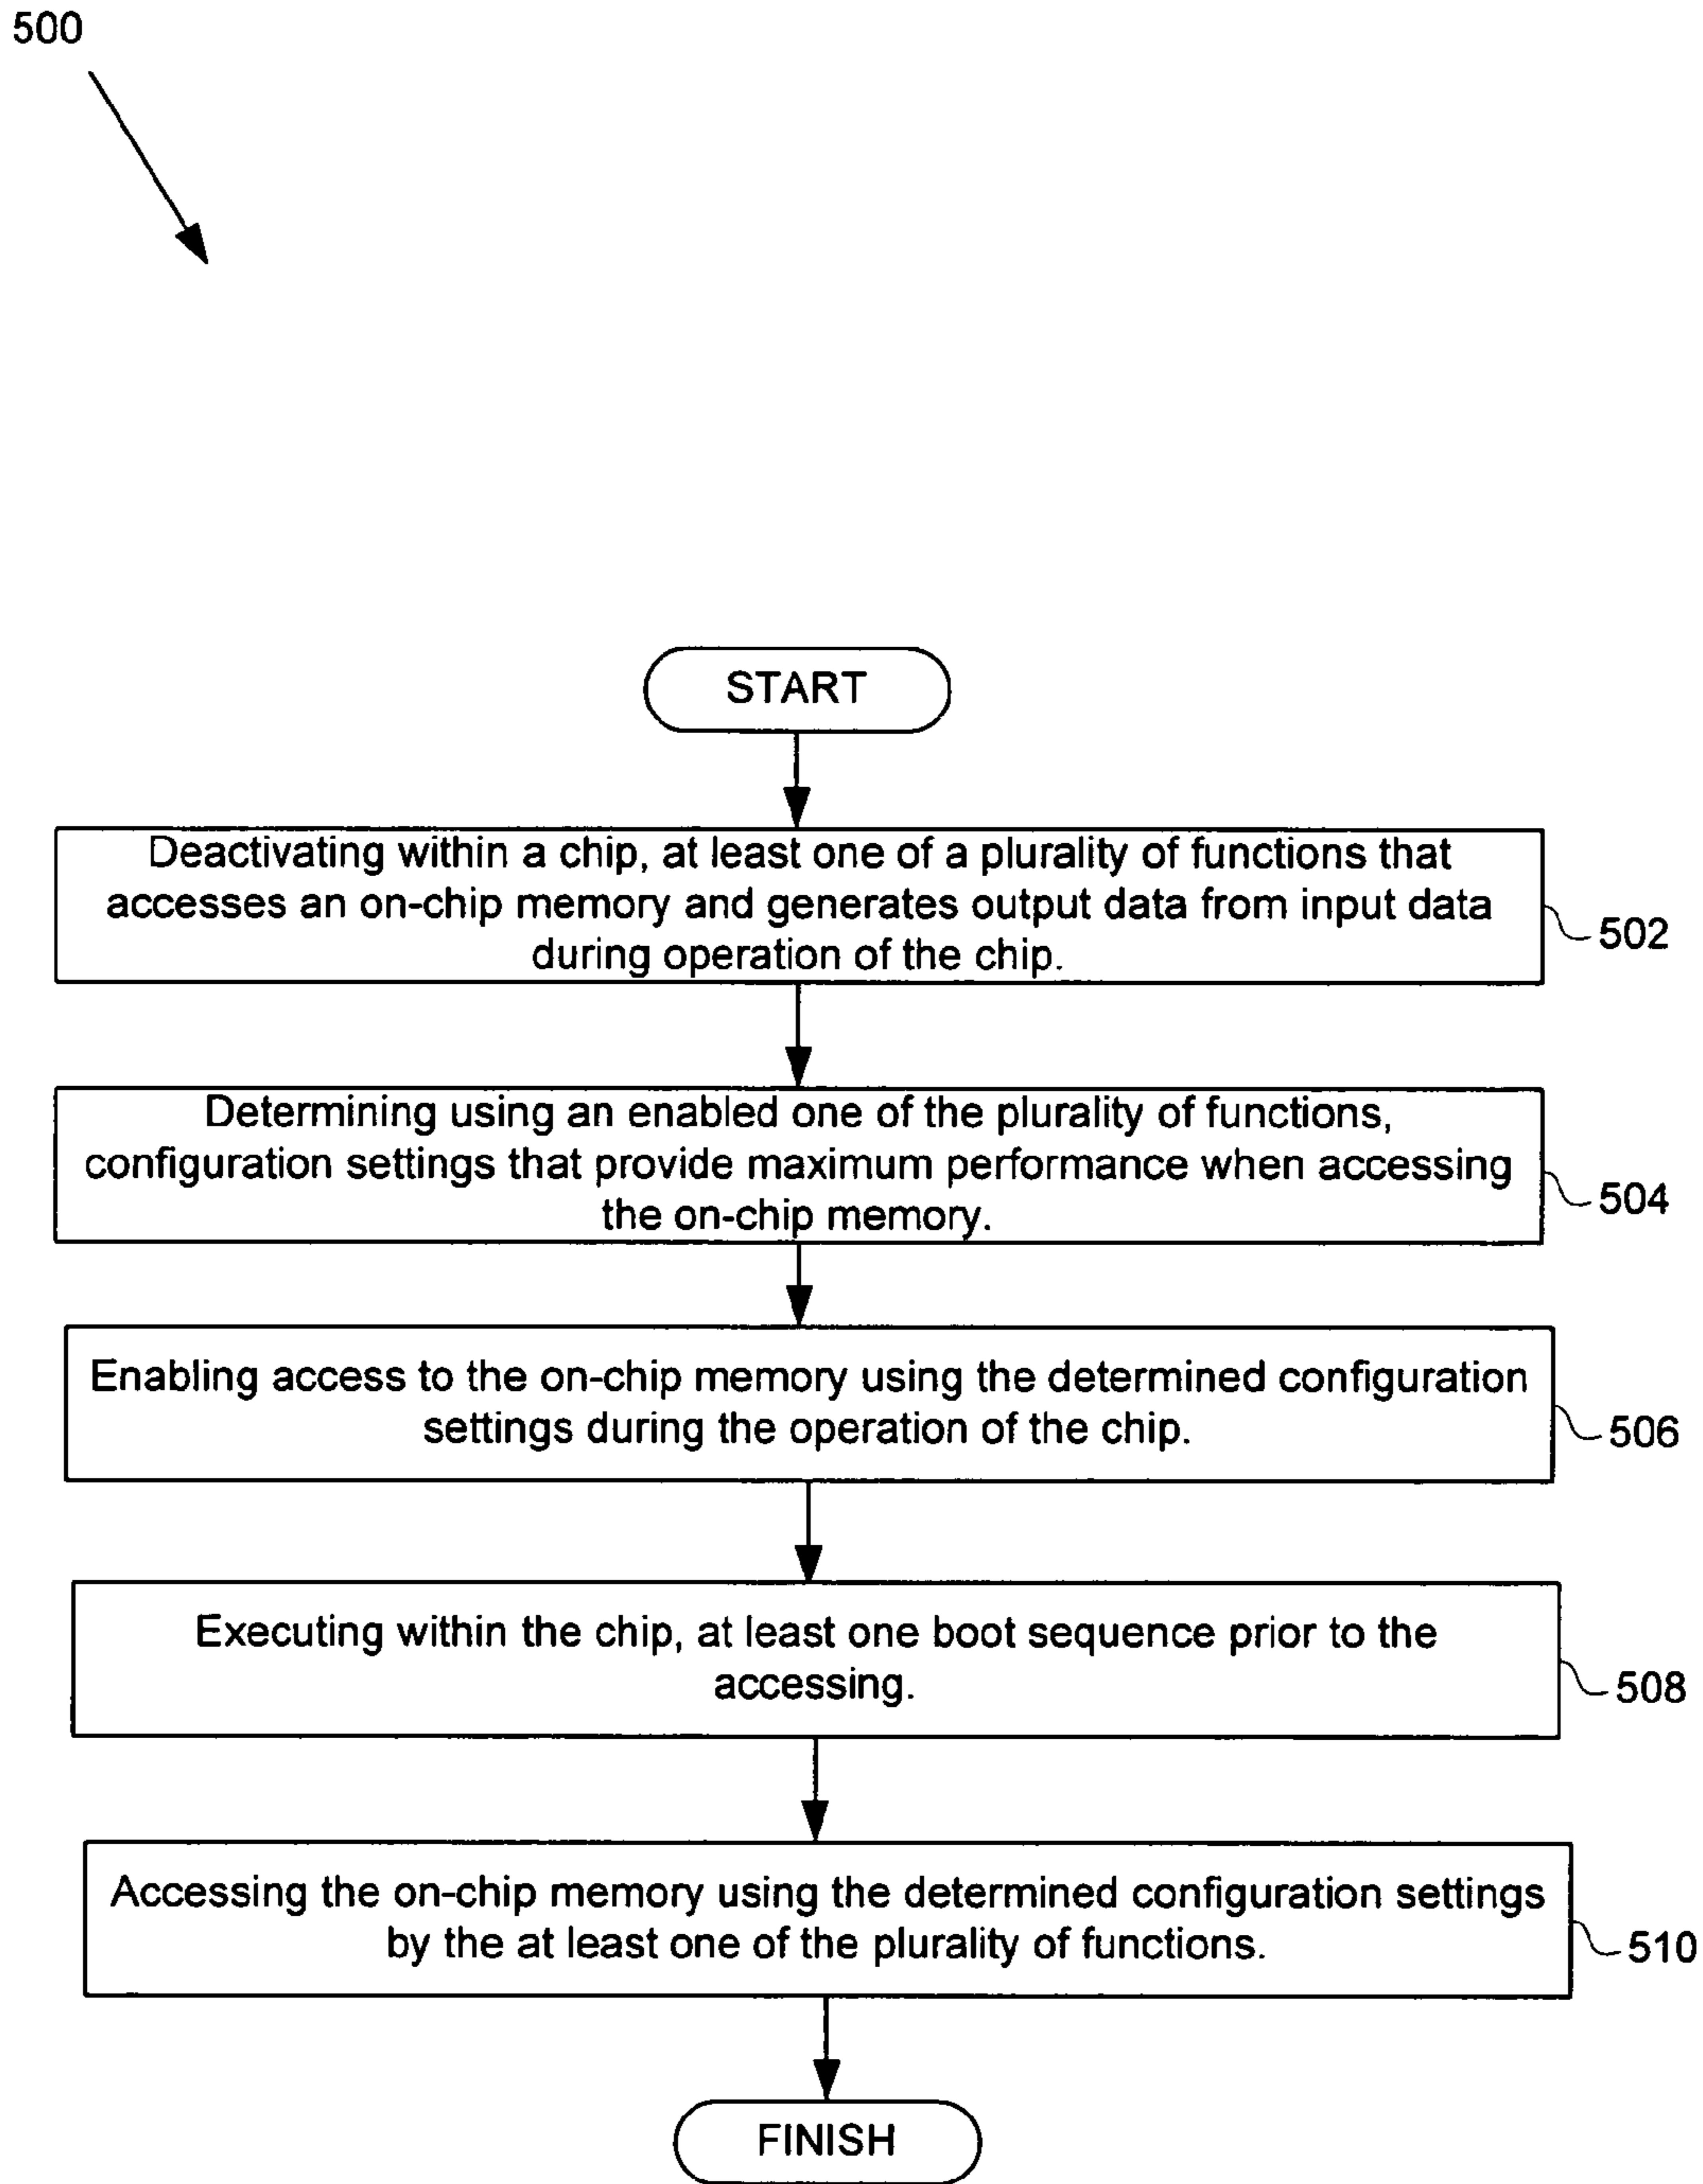 500
START
Deactivating within a chip, at least one of a plurality of functions that
accesses an on-chip memory and generates output data from input data
during operation of the chip.
502
Determining using an enabled one of the plurality of functions,
configuration settings that provide maximum performance when accessing
the on-chip memory.
504
Enabling access to the on-chip memory using the determined configuration
settings during the operation of the chip.
506
Executing within the chip, at least one boot sequence prior to the
accessing.
508
Accessing the on-chip memory using the determined configuration settings
by the at least one of the plurality of functions.
510
FINISH